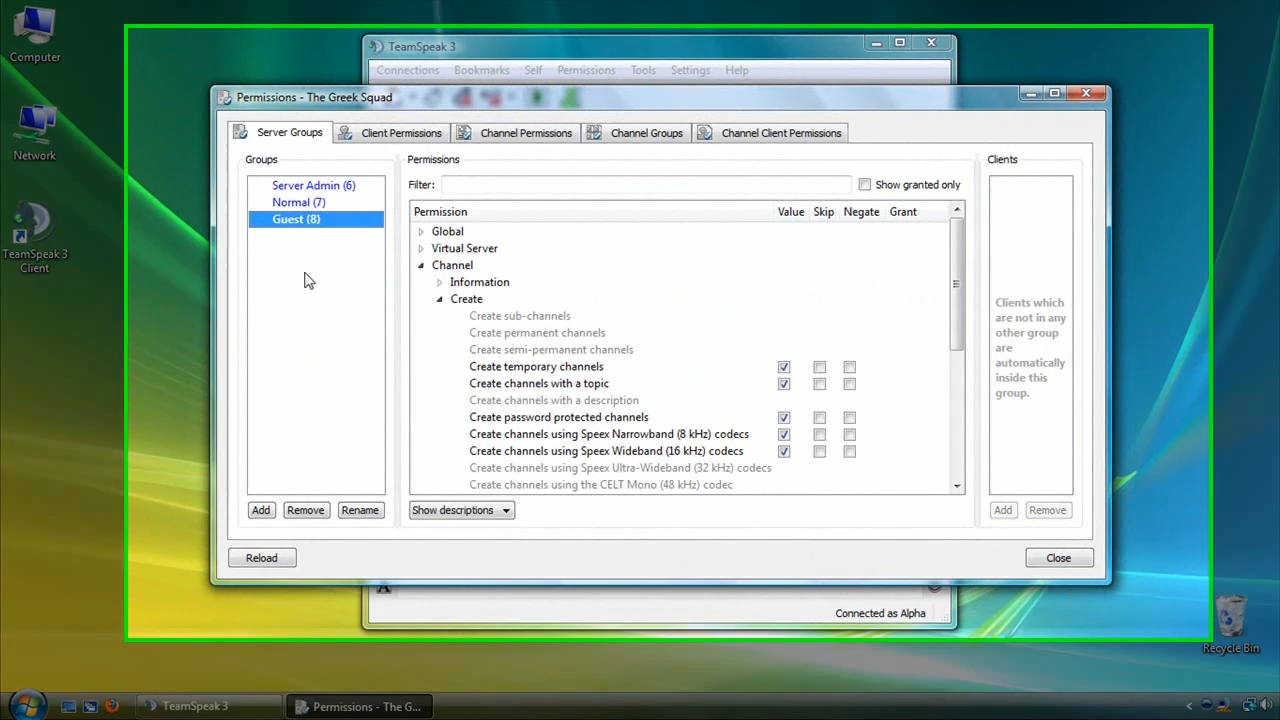 Computer
Network
TeamSpeak 3
Client
Recycle Bin
TeamSpeak 3
Connections Bookmarks Self Permissions Tools Settings Help
Permissions - The Greek Squad
Server Groups Client Permissions Channel Permissions Channel Groups Channel Client Permissions
Groups
Server Admin (6)
Normal (7)
Guest (8)
Add Remove Rename
Permissions
Filter: Show granted only
Permission Value Skip Negate Grant
Global
Virtual Server
Channel
Information
Create
Create sub-channels
Create permanent channels
Create semi-permanent channels
Create temporary channels
Create channels with a topic
Create channels with a description
Create password protected channels
Create channels using Speex Narrowband (8 kHz) codecs
Create channels using Speex Wideband (16 kHz) codecs
Create channels using Speex Ultra-Wideband (32 kHz) codecs
Create channels using the CELT Mono (48 kHz) codec
Show descriptions
Clients
Clients which
are not in any
other group
are
automatically
inside this
group.
Add Remove
Reload Close
Connected as Alpha
TeamSpeak 3 Permissions - The G...